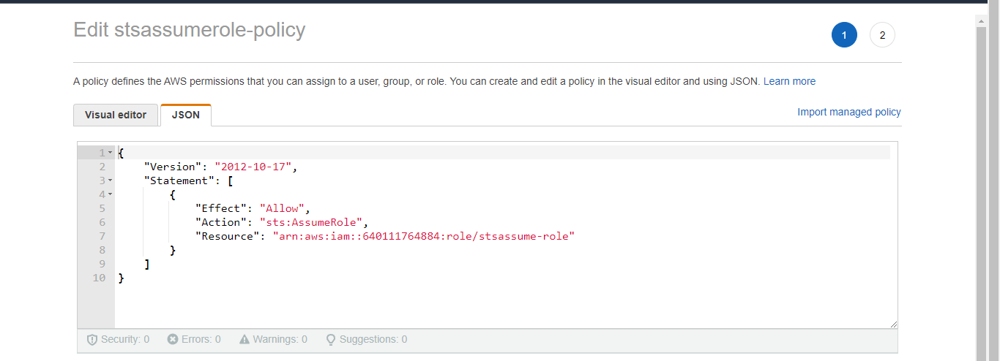 Edit stsassumerole-policy
1
2
A policy defines the AWS permissions that you can assign to a user, group, or role. You can create and edit a policy in the visual editor and using JSON. Learn more
Visual editor
JSON
Import managed policy
1 {
2 "Version": "2012-10-17",
3 "Statement": [
4 {
5 "Effect": "Allow",
6 "Action": "sts:AssumeRole",
7 "Resource": "arn:aws:iam::640111764884:role/stsassume-role"
8 }
9 ]
10 }
Security: 0 Errors: 0 Warnings: 0 Suggestions: 0